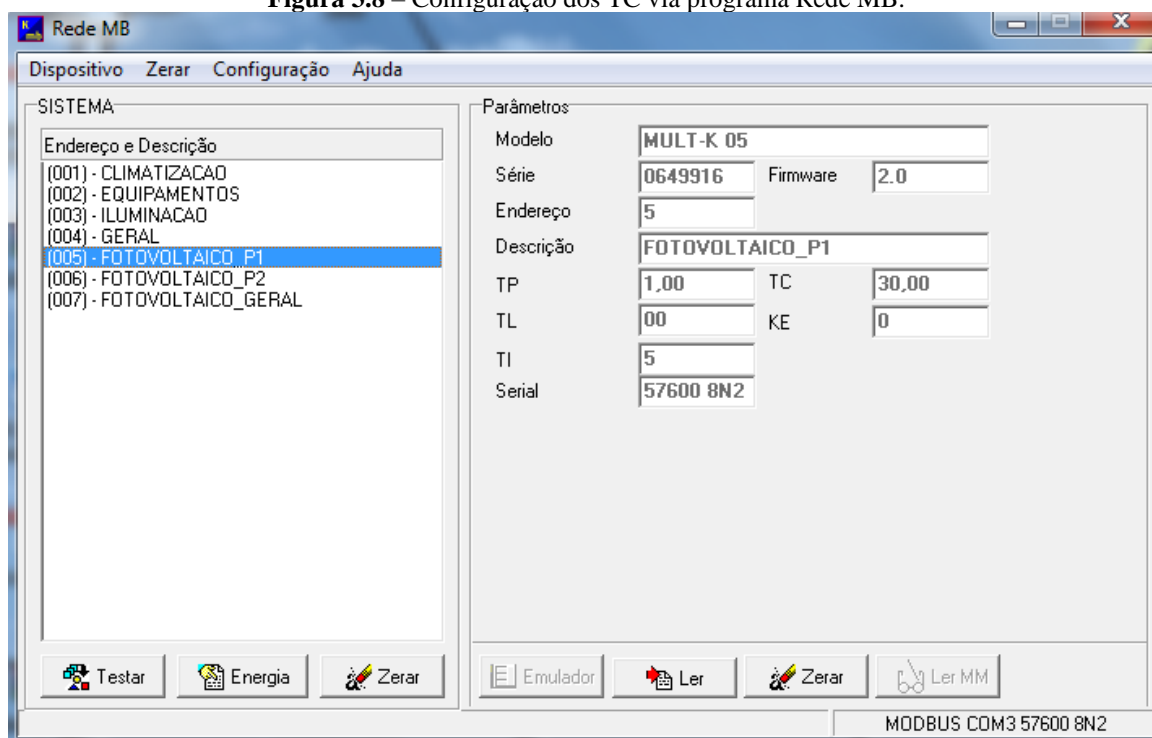 Figura 5.8 – Configuração dos TC via programa Rede MB.
Rede MB
Dispositivo Zerar Configuração Ajuda
SISTEMA
Endereço e Descrição
(001) - CLIMATIZACAO
(002) - EQUIPAMENTOS
(003) - ILUMINACAO
(004) - GERAL
(005) - FOTOVOLTAICO_P1
(006) - FOTOVOLTAICO_P2
(007) - FOTOVOLTAICO_GERAL
Testar Energia Zerar
Parâmetros
Modelo MULT-K 05
Série 0649916 Firmware 2.0
Endereço 5
Descrição FOTOVOLTAICO_P1
TP 1,00 TC 30,00
TL 00 KE 0
TI 5
Serial 57600 8N2
Emulador Ler Zerar Ler MM
MODBUS COM3 57600 8N2